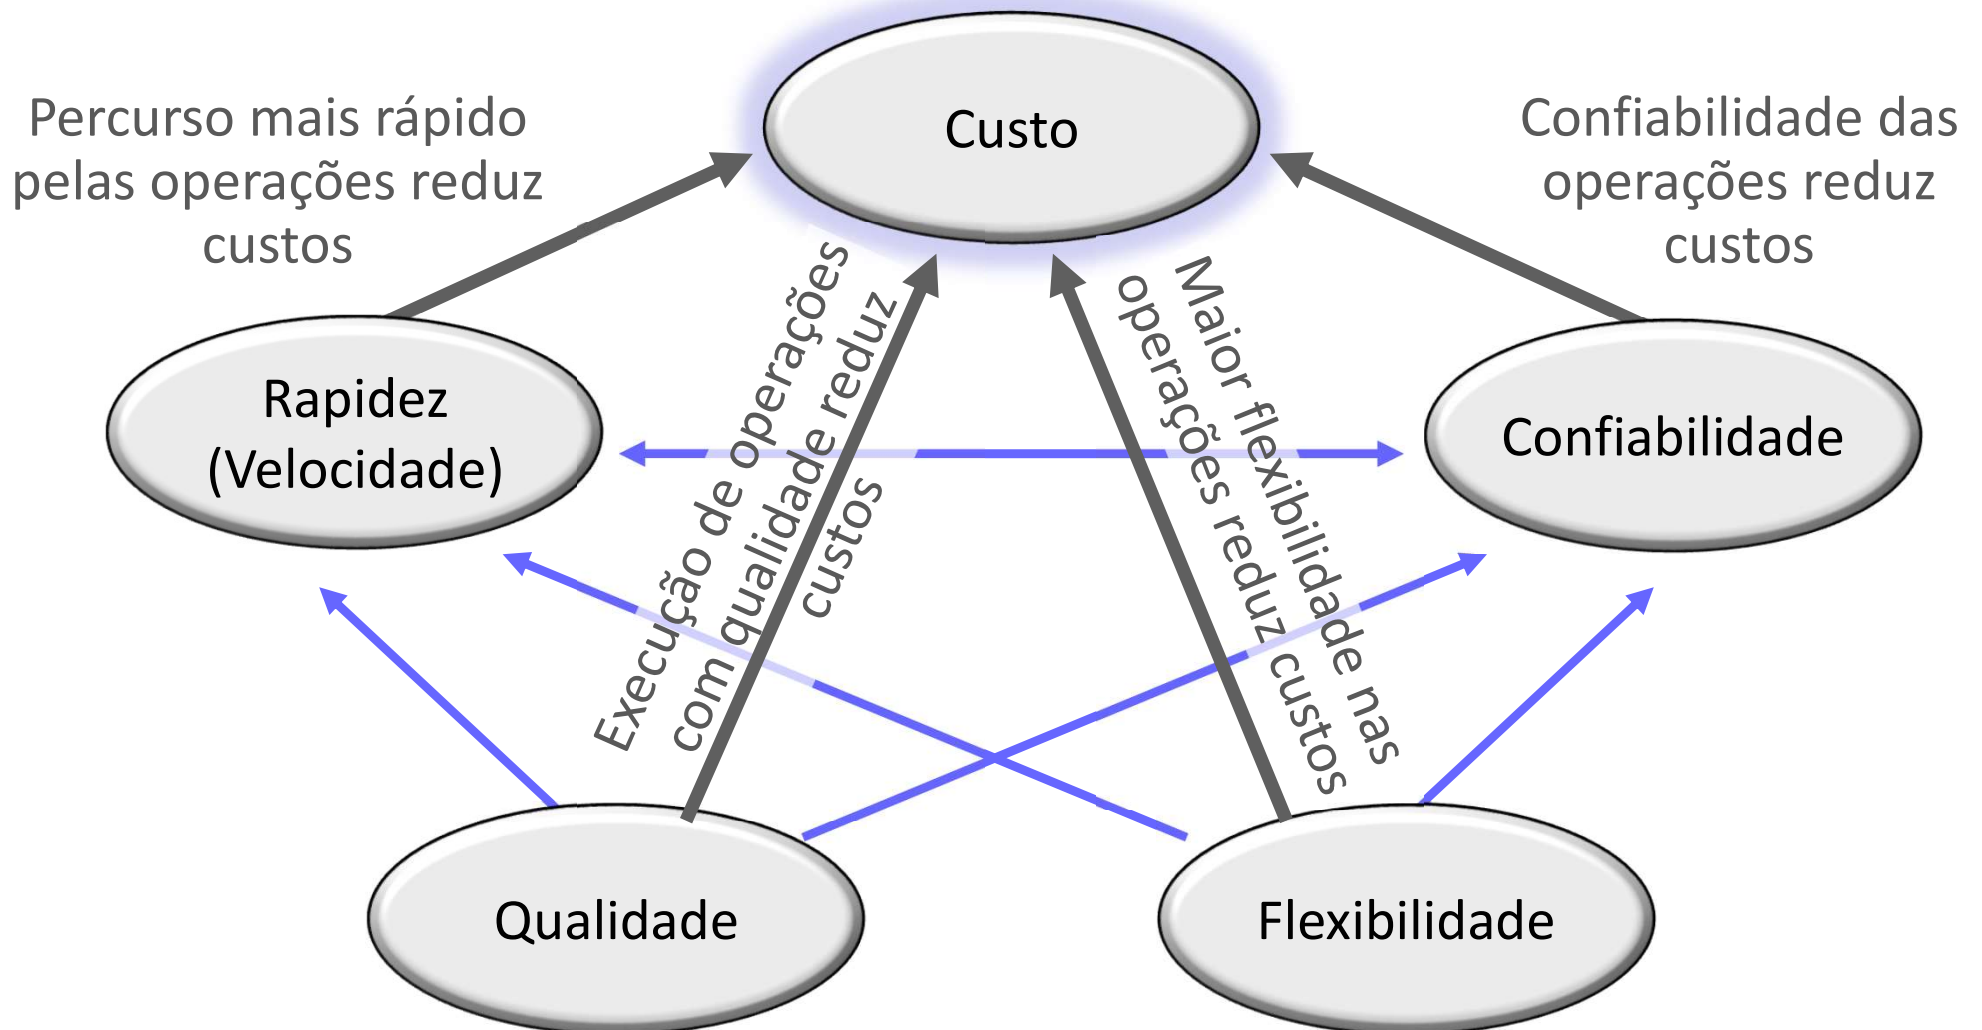 Custo
Percurso mais rápido
pelas operações reduz
custos
Confiabilidade das
operações reduz
custos
Execução de operações
com qualidade reduz
custos
Maior flexibilidade nas
operações reduz custos
Rapidez
(Velocidade)
Confiabilidade
Qualidade
Flexibilidade